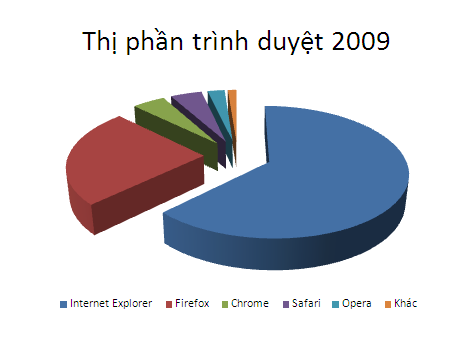 Thị phần trình duyệt 2009
Internet Explorer Firefox Chrome Safari Opera Khác